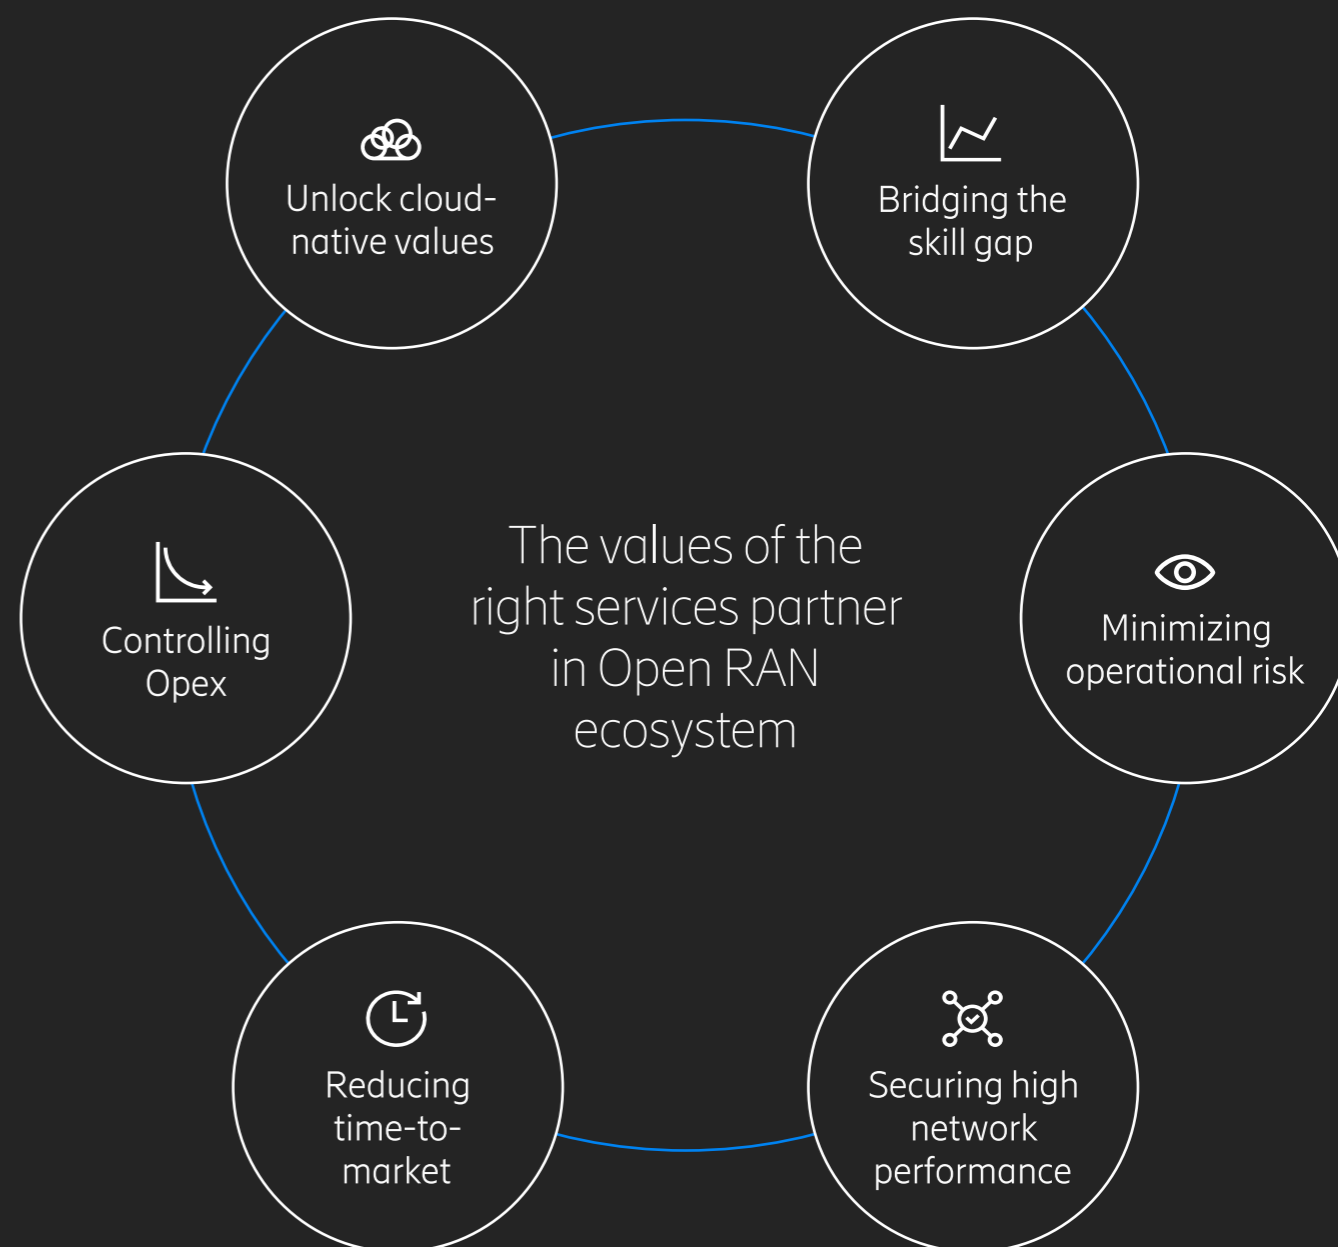 Unlock cloud-
native values
Bridging the
skill gap
Controlling
Opex
The values of the
right services partner
in Open RAN
ecosystem
Minimizing
operational risk
Reducing
time-to-
market
Securing high
network
performance